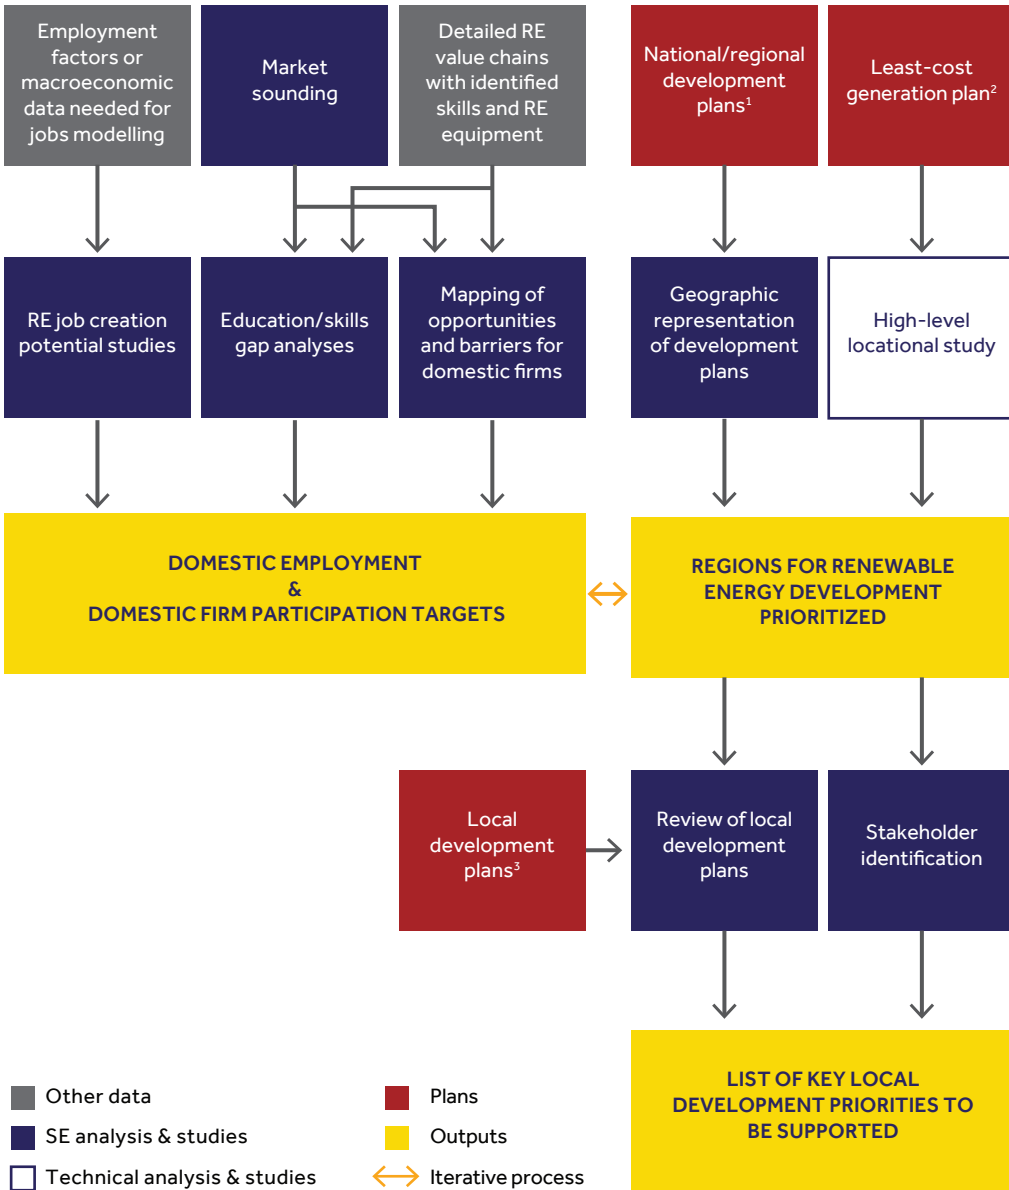 Employment
factors or
macroeconomic
data needed for
jobs modelling
Market
sounding
Detailed RE
value chains
with identified
skills and RE
equipment
National/regional
development
plans¹
Least-cost
generation plan²
RE job creation
potential studies
Education/skills
gap analyses
Mapping of
opportunities
and barriers for
domestic firms
Geographic
representation
of development
plans
High-level
locational study
DOMESTIC EMPLOYMENT
&
DOMESTIC FIRM PARTICIPATION TARGETS
REGIONS FOR RENEWABLE
ENERGY DEVELOPMENT
PRIORITIZED
Local
development
plans³
Review of local
development
plans
Stakeholder
identification
LIST OF KEY LOCAL
DEVELOPMENT PRIORITIES TO
BE SUPPORTED
Other data
SE analysis & studies
Technical analysis & studies
Plans
Outputs
Iterative process